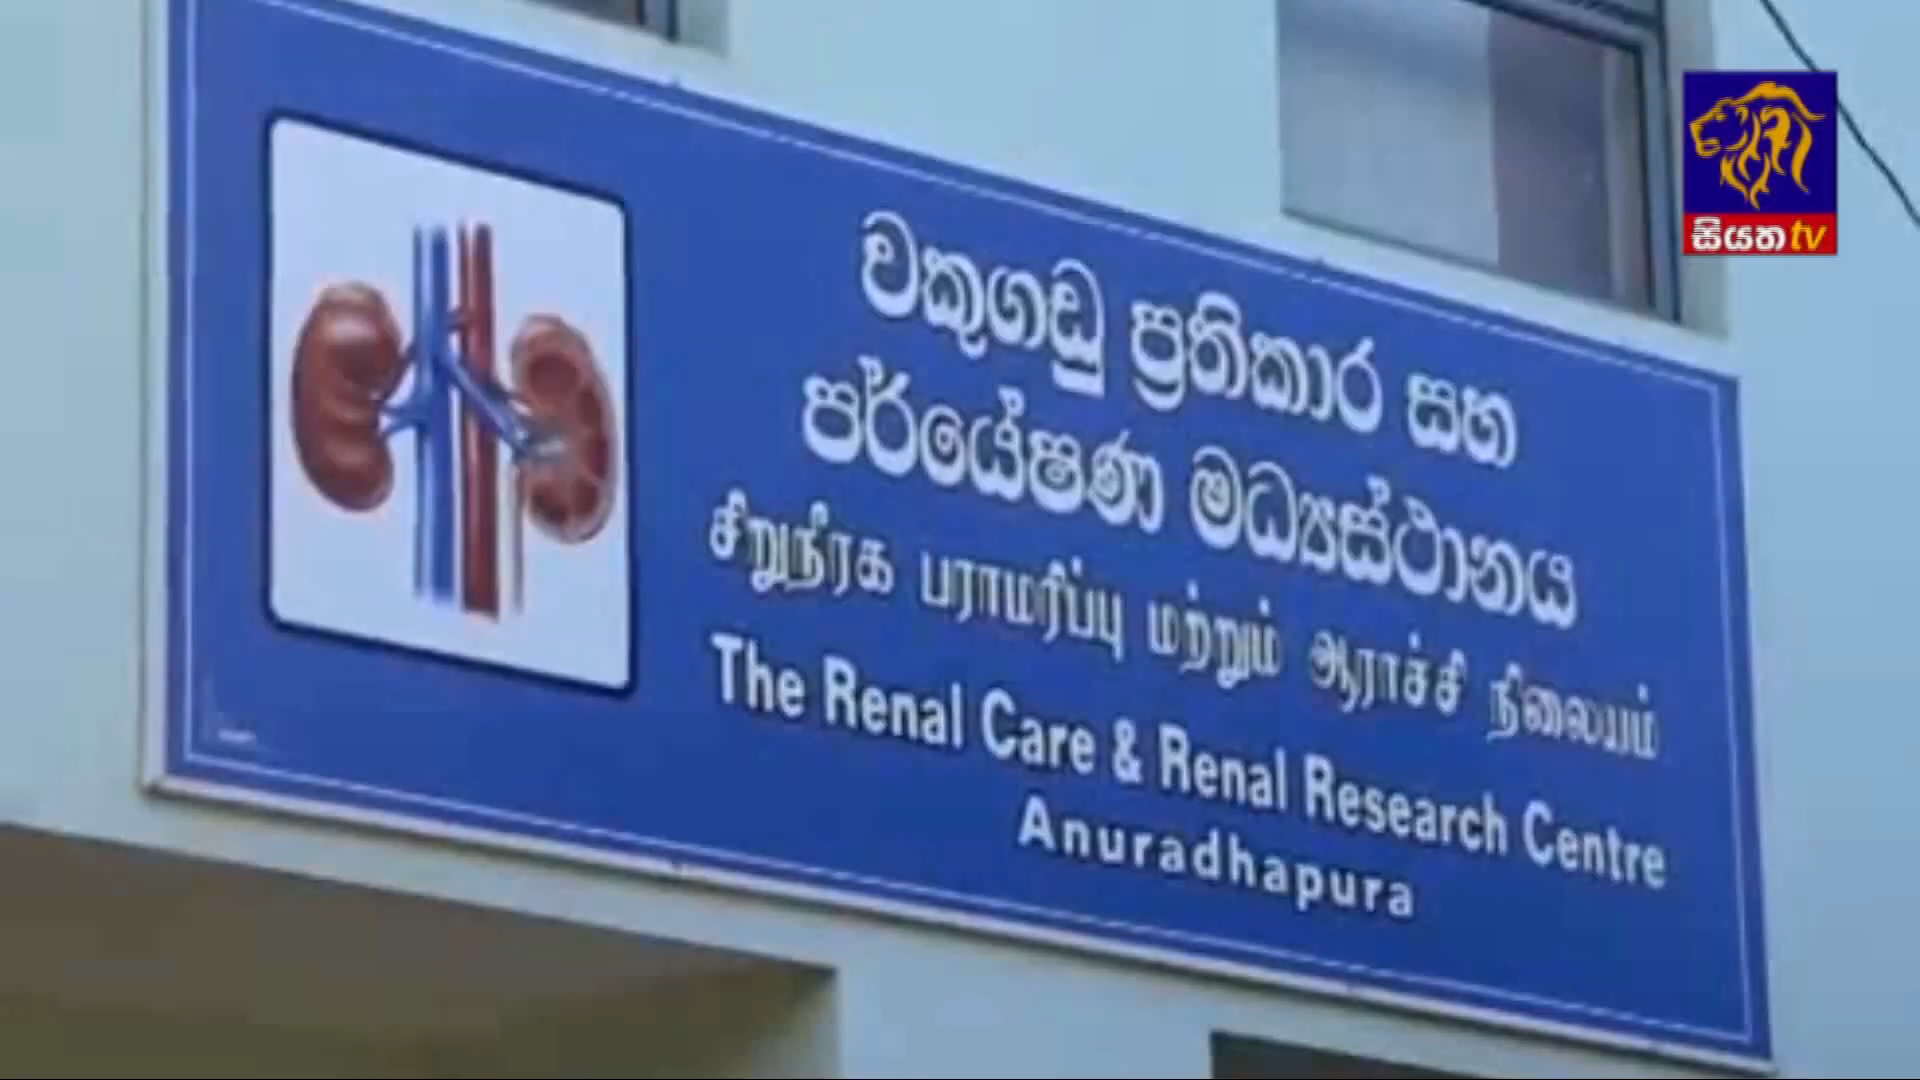 වකුගඩු ප්‍රතිකාර සහ
පර්යේෂණ මධ්‍යස්ථානය
சிறுநீரக பராமரிப்பு மற்றும் ஆராச்சி நிலையம்
The Renal Care & Renal Research Centre
Anuradhapura
සියත tv